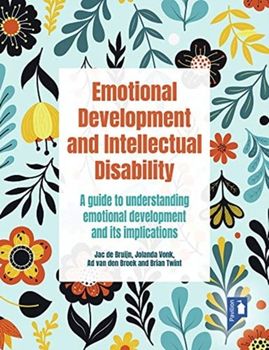 Emotional
Development
and Intellectual
Disability
A guide to understanding
emotional development
and its implications
Jac de Bruijn, Jolanda Vonk,
Ad van den Broek and Brian Twint
Pavilion